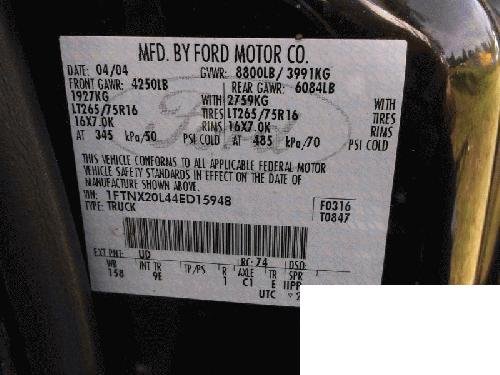 MFD. BY FORD MOTOR CO.
DATE: 04/04 GVWR: 8800LB/ 3991KG
FRONT GAWR: 4250LB REAR GAWR: 6084LB
1927KG WITH 2759KG WITH
LT265/75R16 TIRES LT265/75R16 TIRES
16X7.0K RIMS 16X7.0K RIMS
AT 345 kPa/50 PSI COLD AT 485 kPa/70 PSI COLD
THIS VEHICLE CONFORMS TO ALL APPLICABLE FEDERAL MOTOR
VEHICLE SAFETY STANDARDS IN EFFECT ON THE DATE OF
MANUFACTURE SHOWN ABOVE.
VIN: 1FTNX20L44ED15948 F0316
TYPE: TRUCK T0847
EXT PNT: UD RC: 74 DSO:
WB INT TR TP/PS R AXLE TR SPR
158 9E 1 C1 E
UTC